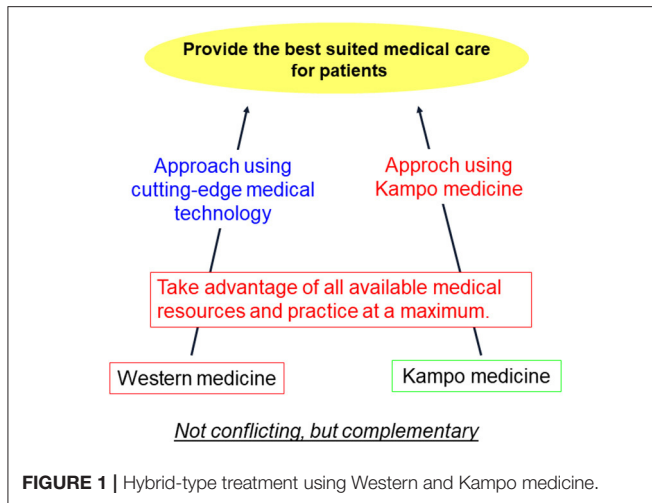 Provide the best suited medical care
for patients
Approach using
cutting-edge medical
technology
Approch using
Kampo medicine
Take advantage of all available medical
resources and practice at a maximum.
Western medicine
Kampo medicine
Not conflicting, but complementary
FIGURE 1 | Hybrid-type treatment using Western and Kampo medicine.